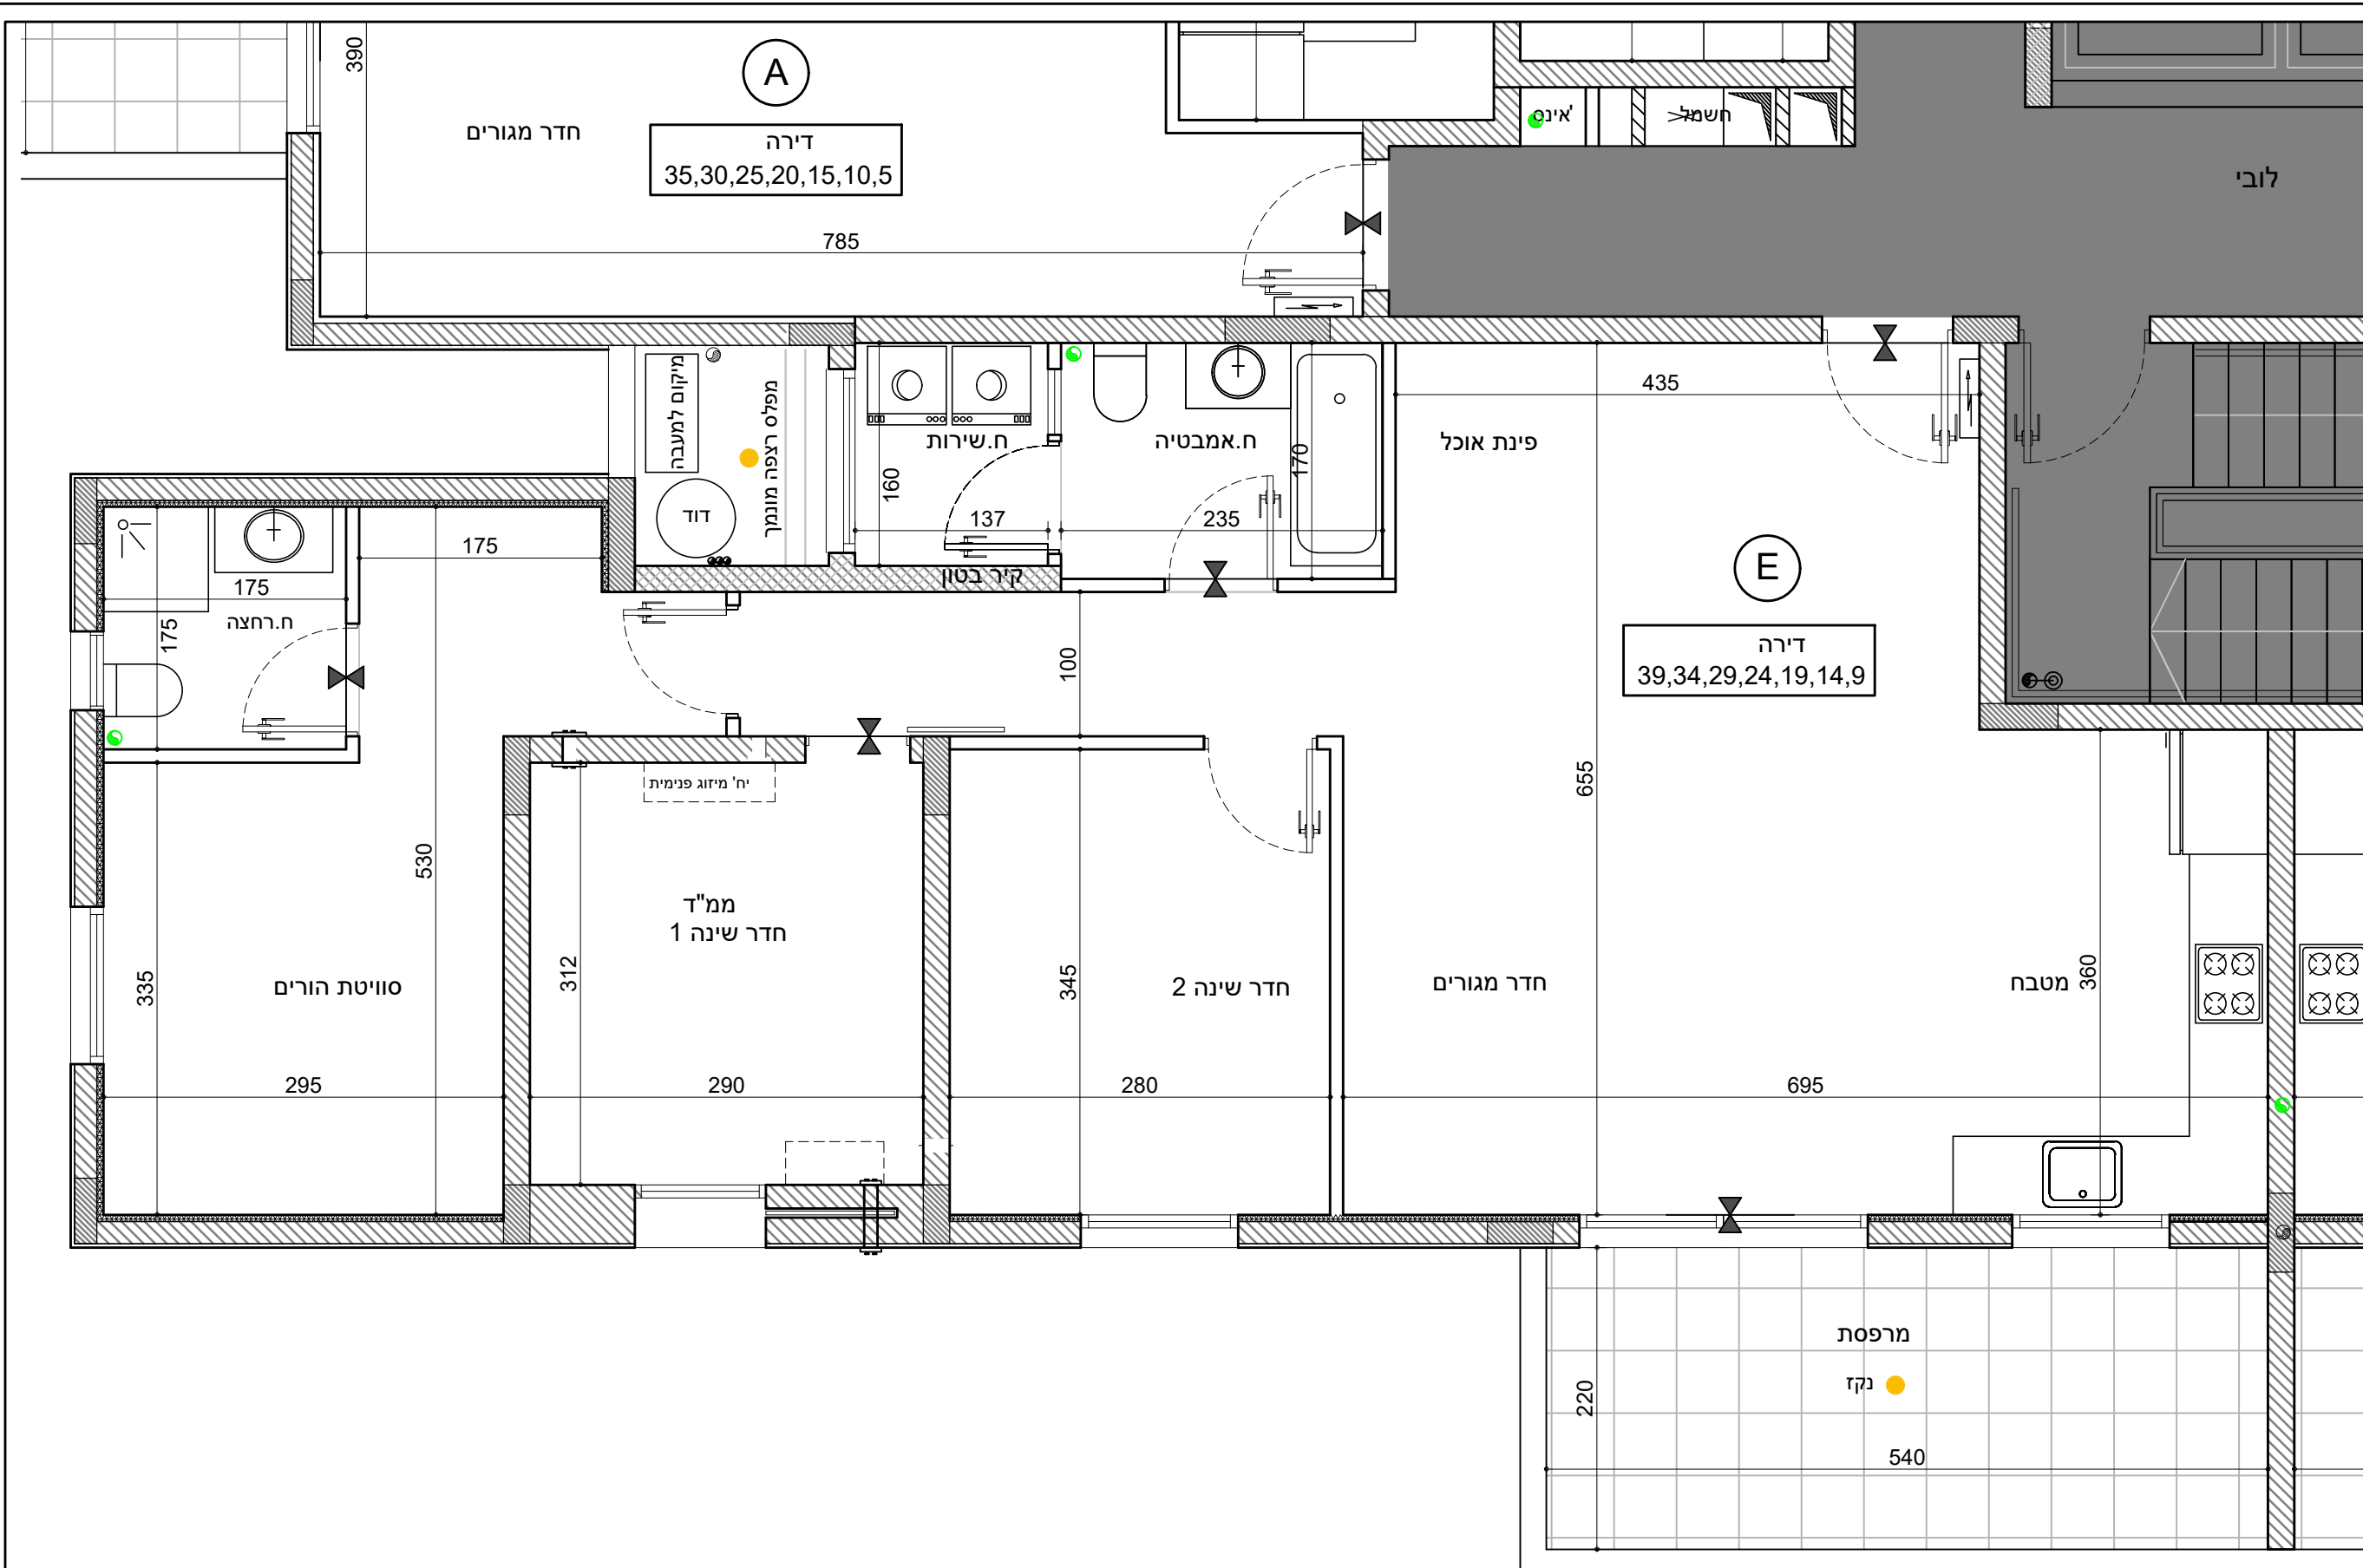 390
A
חדר מגורים
דירה
35,30,25,20,15,10,5
785
אינס'
חשמל
לובי
מיקום למעבה
מפלס רצפה מונמך
דוד
ח.שירות
160
137
ח.אמבטיה
170
235
קיר בטון
פינת אוכל
435
E
דירה
39,34,29,24,19,14,9
175
175
ח.רחצה
175
100
655
יח' מיזוג פנימית
530
335
סוויטת הורים
295
ממ"ד
חדר שינה 1
312
290
345
חדר שינה 2
280
חדר מגורים
מטבח
360
695
מרפסת
נקז
220
540